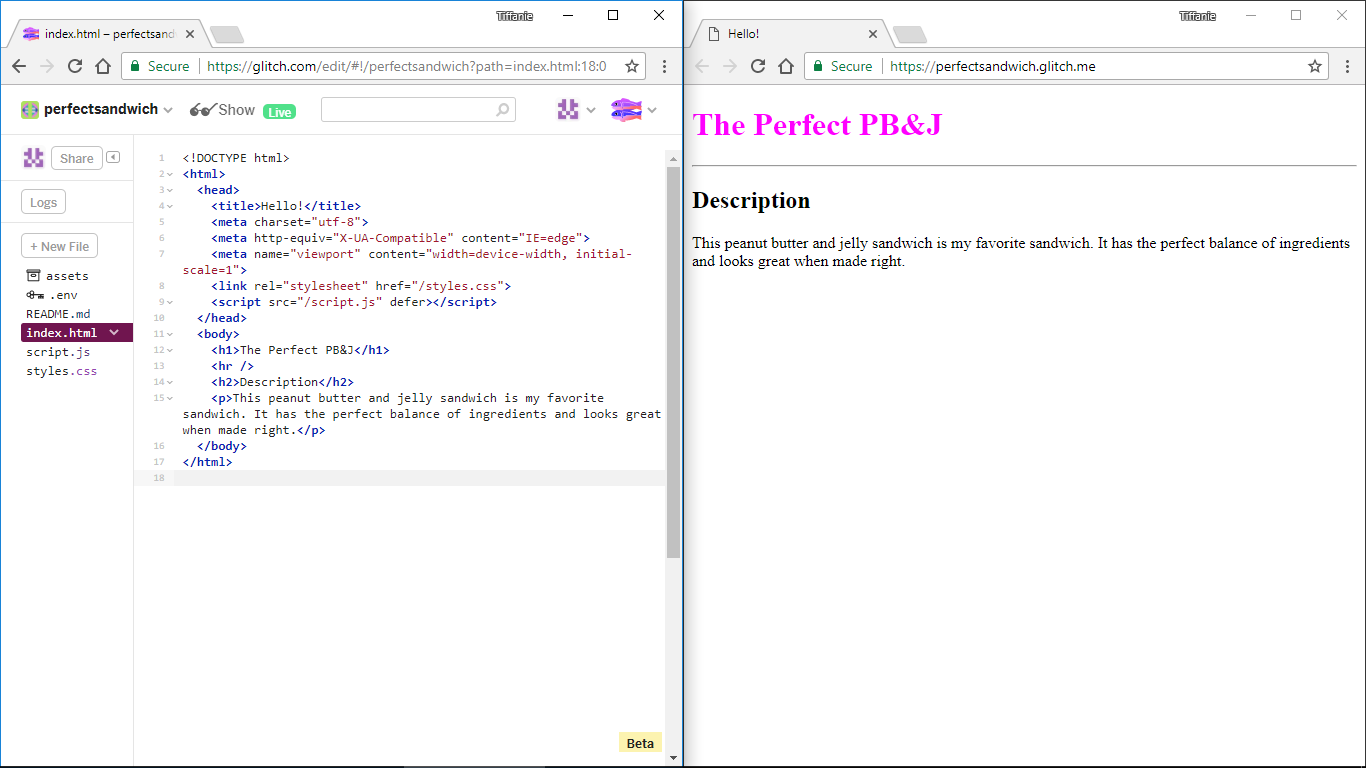 Tiffanie
index.html – perfectsand
Secure https://glitch.com/edit/#!/perfectsandwich?path=index.html:18:0
perfectsandwich Show Live
Share
Logs
+ New File
assets
.env
README.md
index.html
script.js
styles.css
1 <!DOCTYPE html>
2 <html>
3 <head>
4 <title>Hello!</title>
5 <meta charset="utf-8">
6 <meta http-equiv="X-UA-Compatible" content="IE=edge">
7 <meta name="viewport" content="width=device-width, initial-
scale=1">
8 <link rel="stylesheet" href="/styles.css">
9 <script src="/script.js" defer></script>
10 </head>
11 <body>
12 <h1>The Perfect PB&J</h1>
13 <hr />
14 <h2>Description</h2>
15 <p>This peanut butter and jelly sandwich is my favorite
sandwich. It has the perfect balance of ingredients and looks great
when made right.</p>
16 </body>
17 </html>
18
Beta
Tiffanie
Hello!
Secure https://perfectsandwich.glitch.me
The Perfect PB&J
Description
This peanut butter and jelly sandwich is my favorite sandwich. It has the perfect balance of ingredients
and looks great when made right.